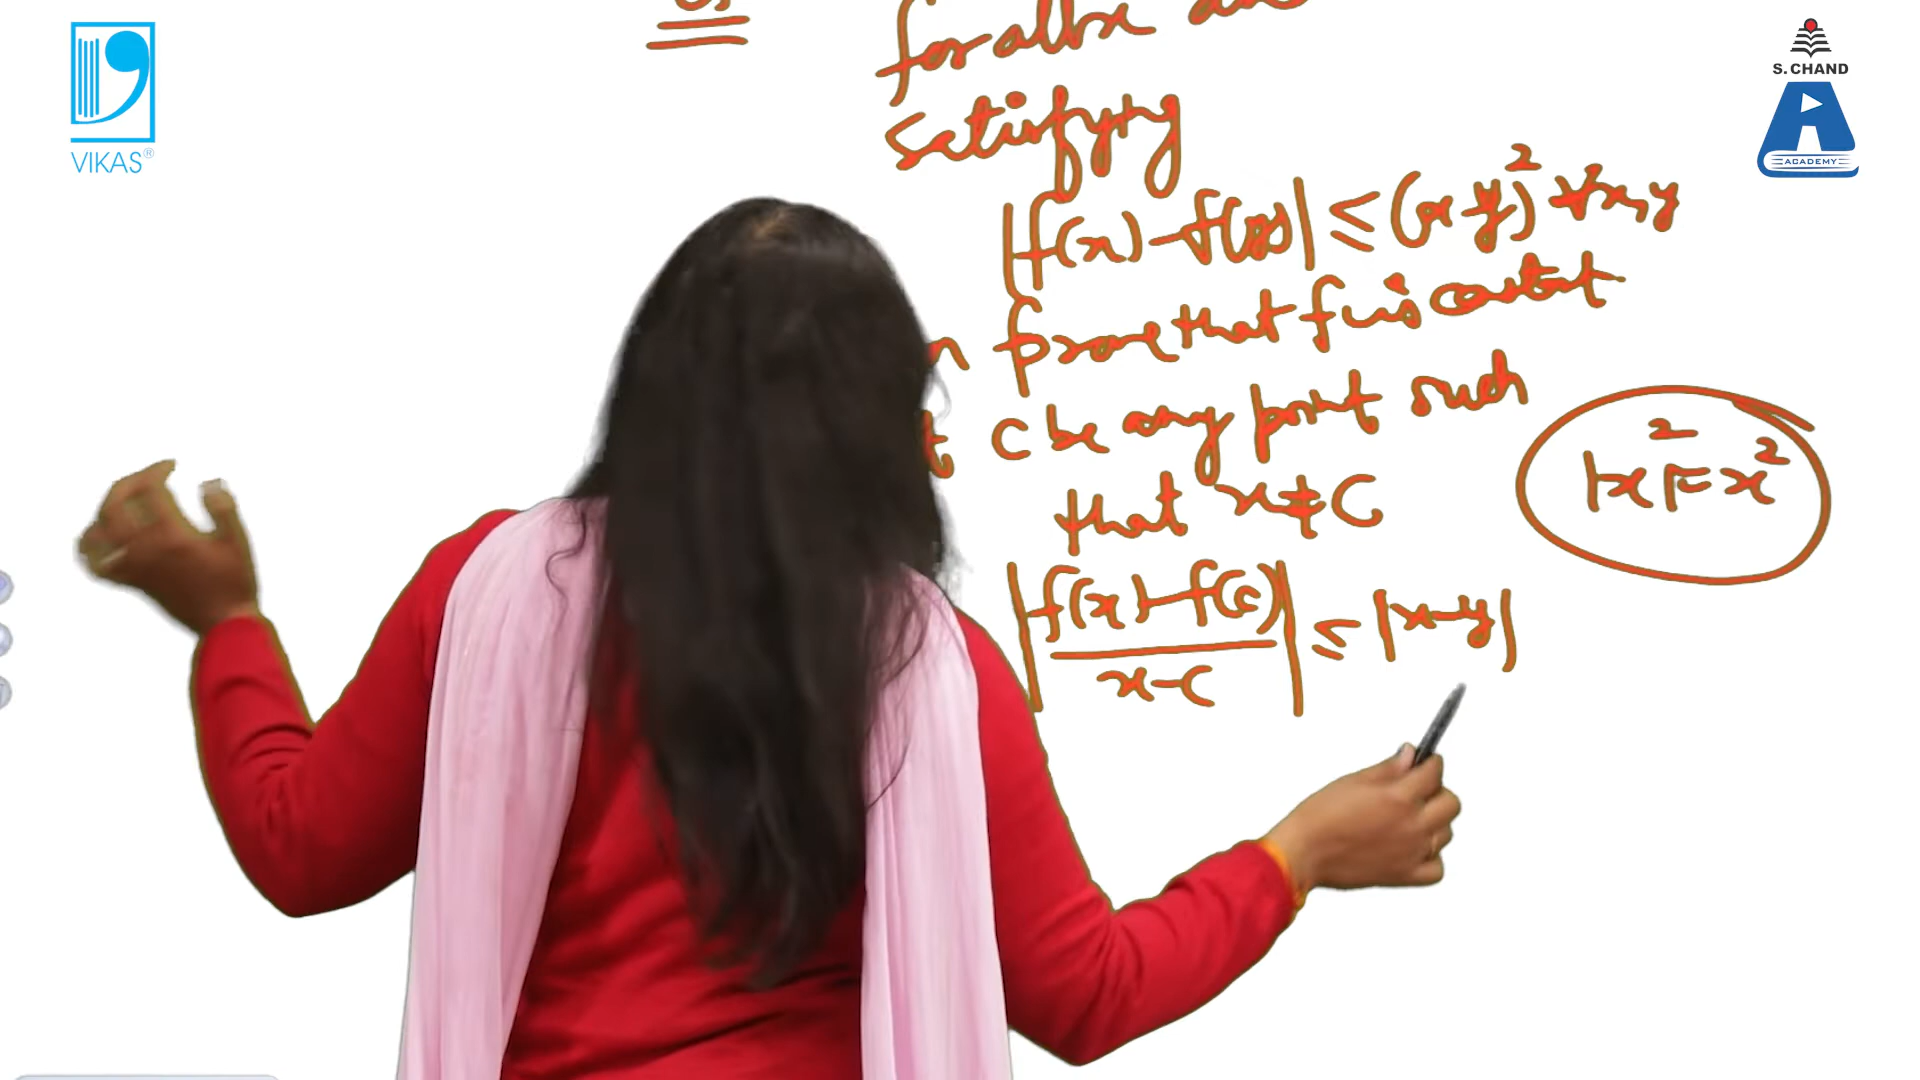 for all x
satisfying
|f(x)-f(y)| ≤ (x-y)² ∀x,y
prove that f is constant
c be any point such
that x≠c
|x|²=x²
|f(x)-f(c)/x-c| ≤ |x-y|
VIKAS®
S. CHAND
ACADEMY